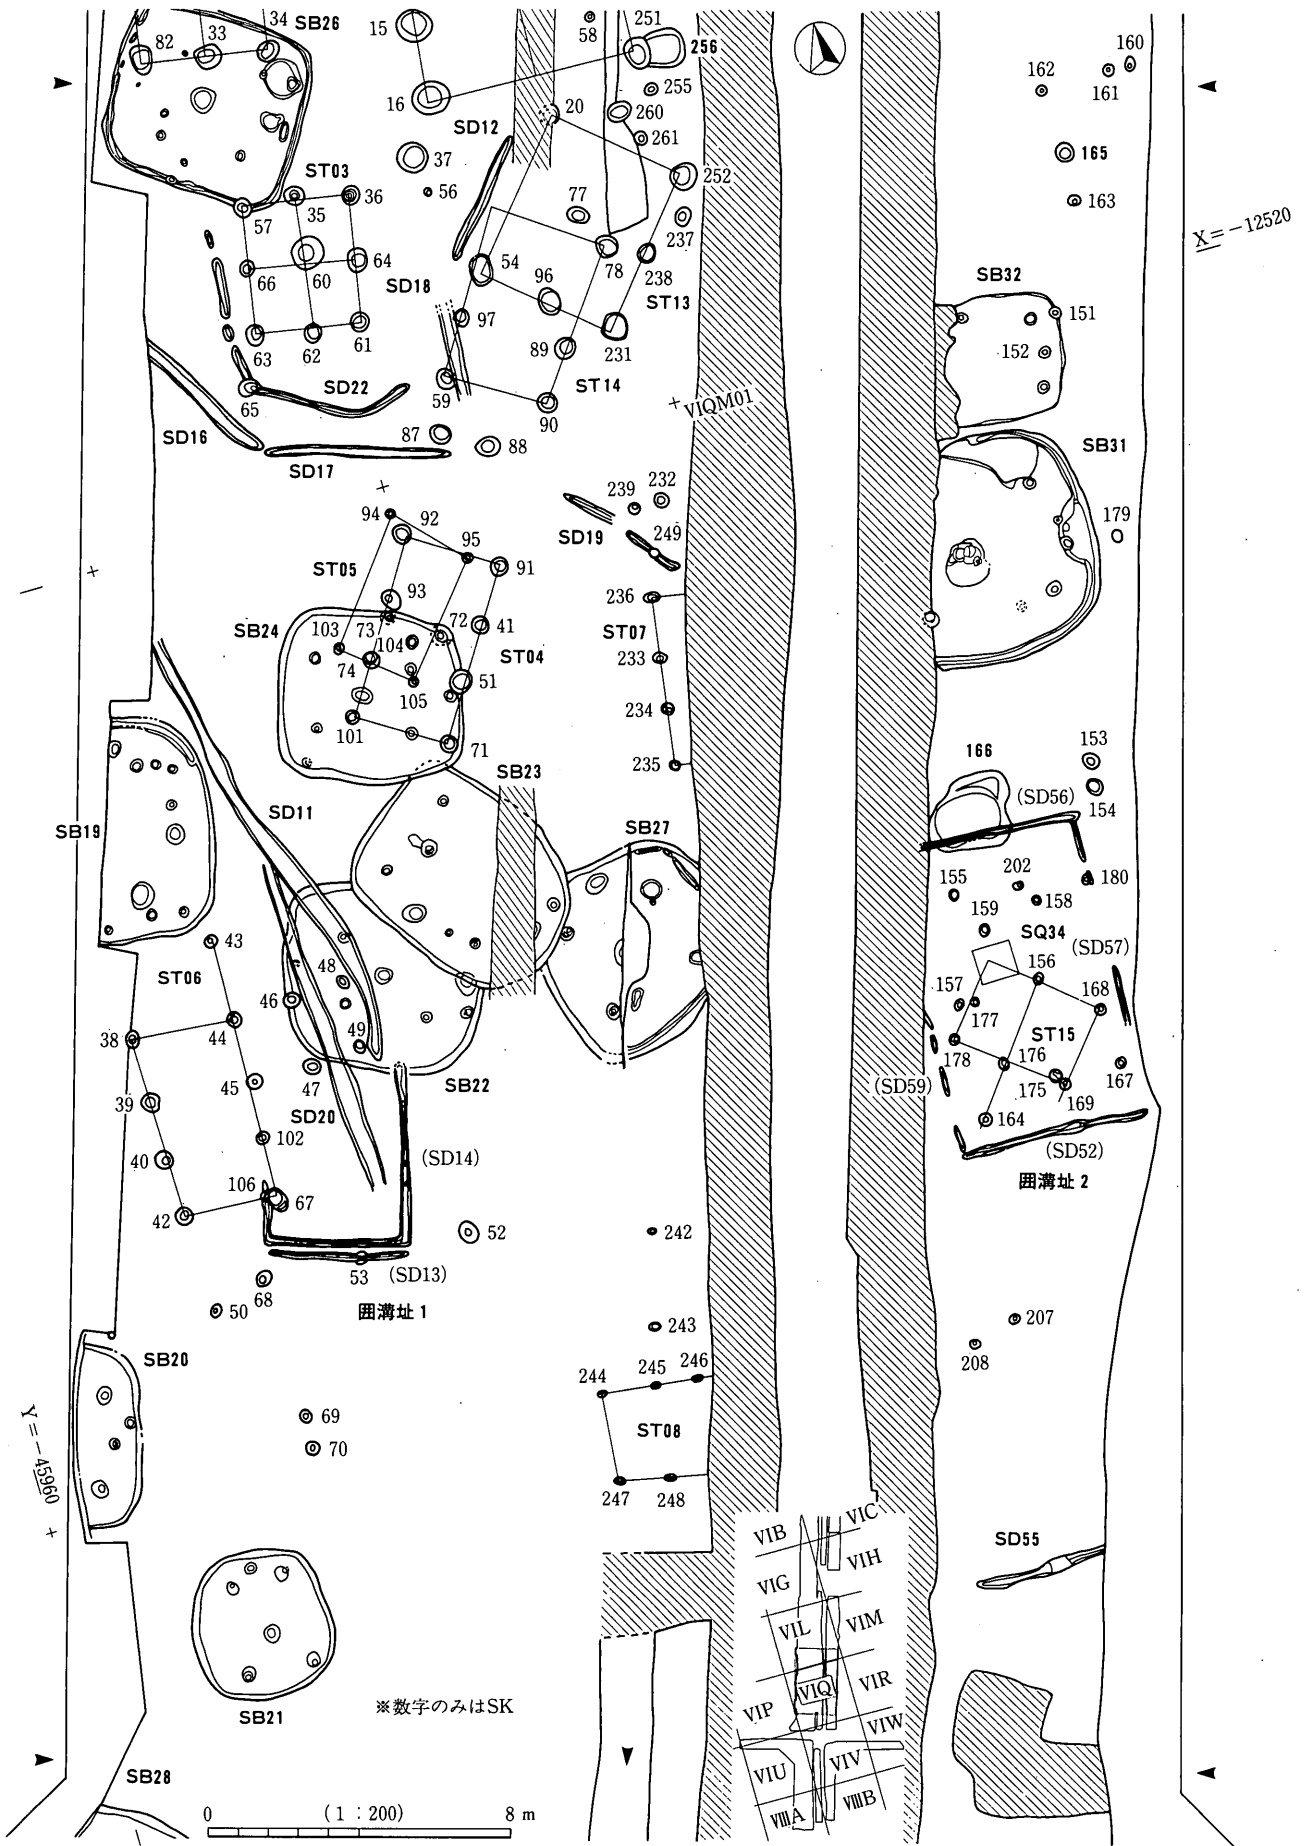 34 SB26
82
33
15
16
58
251
256
255
260
261
20
SD12
37
56
ST03
57
35
36
77
252
237
66
60
64
SD18
54
96
78
238
ST13
97
89
231
63
62
61
65
SD22
59
ST14
90
SD16
87
88
SD17
VIQM01
160
162
161
165
163
X=-12520
SB32
151
152
SB31
179
94
92
95
91
ST05
93
239
232
SD19
249
236
ST07
233
234
235
SB24
103
73
104
72
41
ST04
74
105
51
101
71
SB23
SB19
SD11
SB27
166
(SD56)
153
154
155
202
158
180
159
SQ34
(SD57)
156
157
168
177
ST15
178
176
175
(SD59)
169
167
164
(SD52)
囲溝址 2
43
ST06
46
48
49
38
44
47
SB22
39
45
SD20
102
40
(SD14)
106
67
42
52
53
(SD13)
68
50
囲溝址 1
242
243
244
245
246
ST08
247
248
207
208
SB20
Y=-45960
69
70
SB21
※数字のみはSK
SB28
SD55
VIB
VIC
VIG
VIH
VIL
VIM
VIP
VIQ
VIR
VIW
VIU
VIV
VIIIA
VIIIB
0 (1:200) 8 m